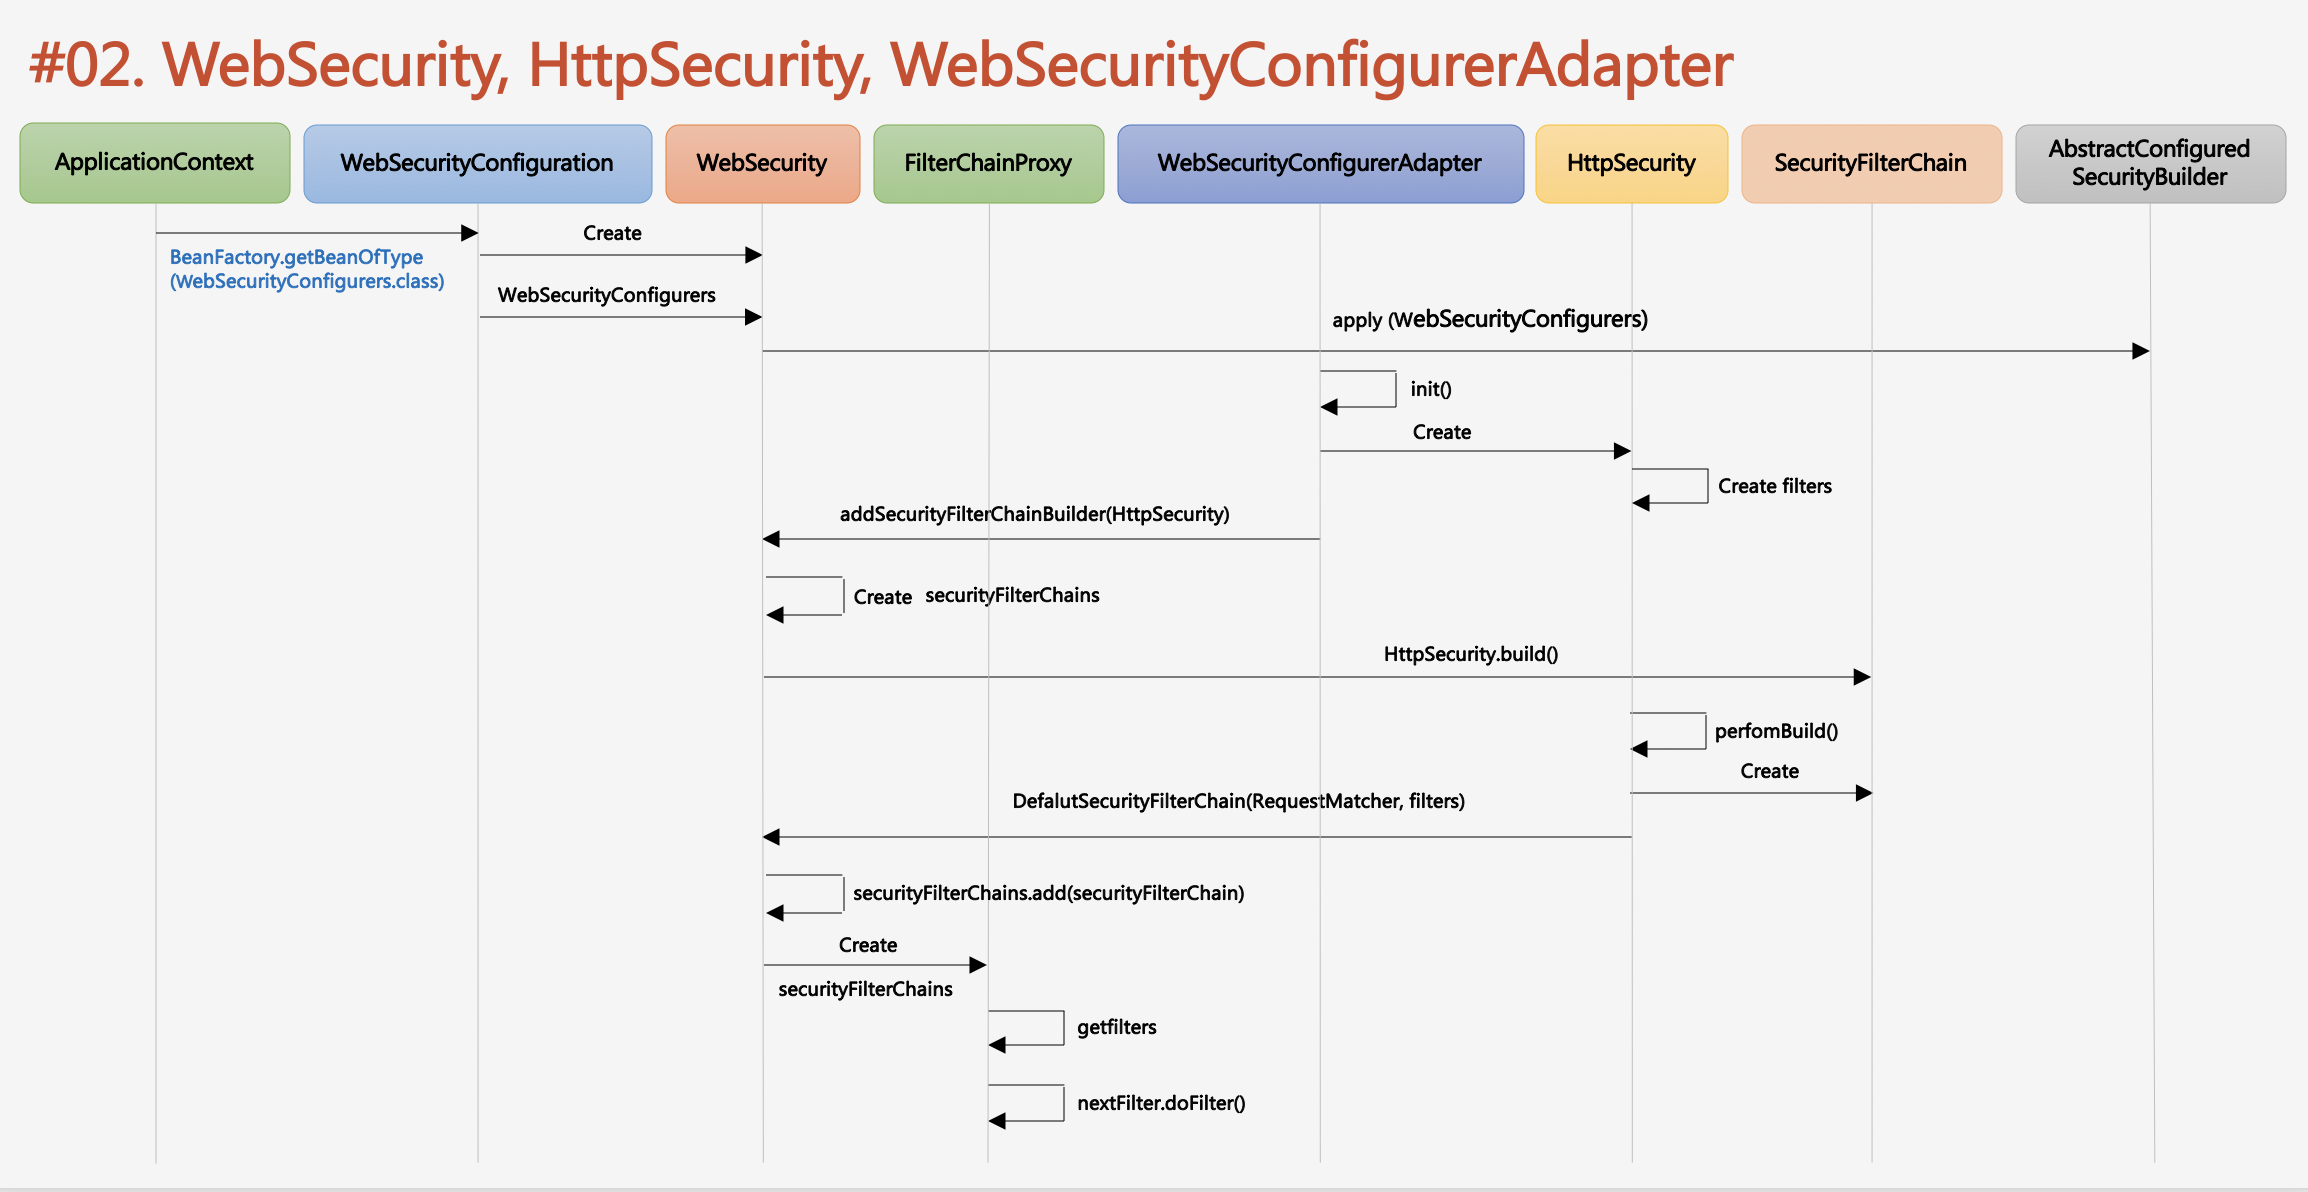 #02. WebSecurity, HttpSecurity, WebSecurityConfigurerAdapter
ApplicationContext
WebSecurityConfiguration
WebSecurity
FilterChainProxy
WebSecurityConfigurerAdapter
HttpSecurity
SecurityFilterChain
AbstractConfigured
SecurityBuilder
Create
BeanFactory.getBeanOfType
(WebSecurityConfigurers.class)
WebSecurityConfigurers
apply (WebSecurityConfigurers)
init()
Create
Create filters
addSecurityFilterChainBuilder(HttpSecurity)
Create securityFilterChains
HttpSecurity.build()
perfomBuild()
Create
DefalutSecurityFilterChain(RequestMatcher, filters)
securityFilterChains.add(securityFilterChain)
Create
securityFilterChains
getfilters
nextFilter.doFilter()